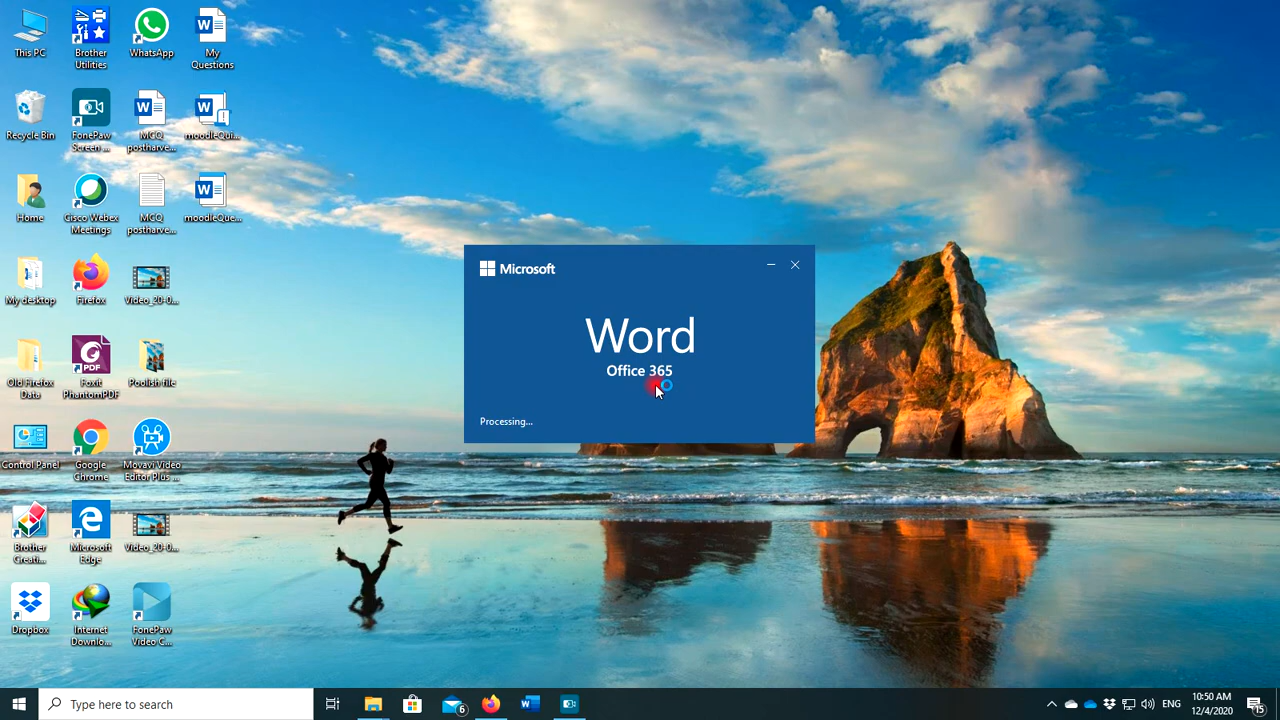 This PC
Brother
Utilities
WhatsApp
My
Questions
Recycle Bin
FonePaw
Screen ...
MCQ
postharve...
moodleQui...
Home
Cisco Webex
Meetings
MCQ
postharve...
moodleQue...
My desktop
Firefox
Video_20-0...
Old Firefox
Data
PDF
Foxit
PhantomPDF
Poolish file
Control Panel
Google
Chrome
Movavi Video
Editor Plus ...
Brother
Creati...
Microsoft
Edge
Video_20-0...
Dropbox
Internet
Downlo...
FonePaw
Video C...
Microsoft
Word
Office 365
Processing...
Type here to search
6
ENG
10:50 AM
12/4/2020
15